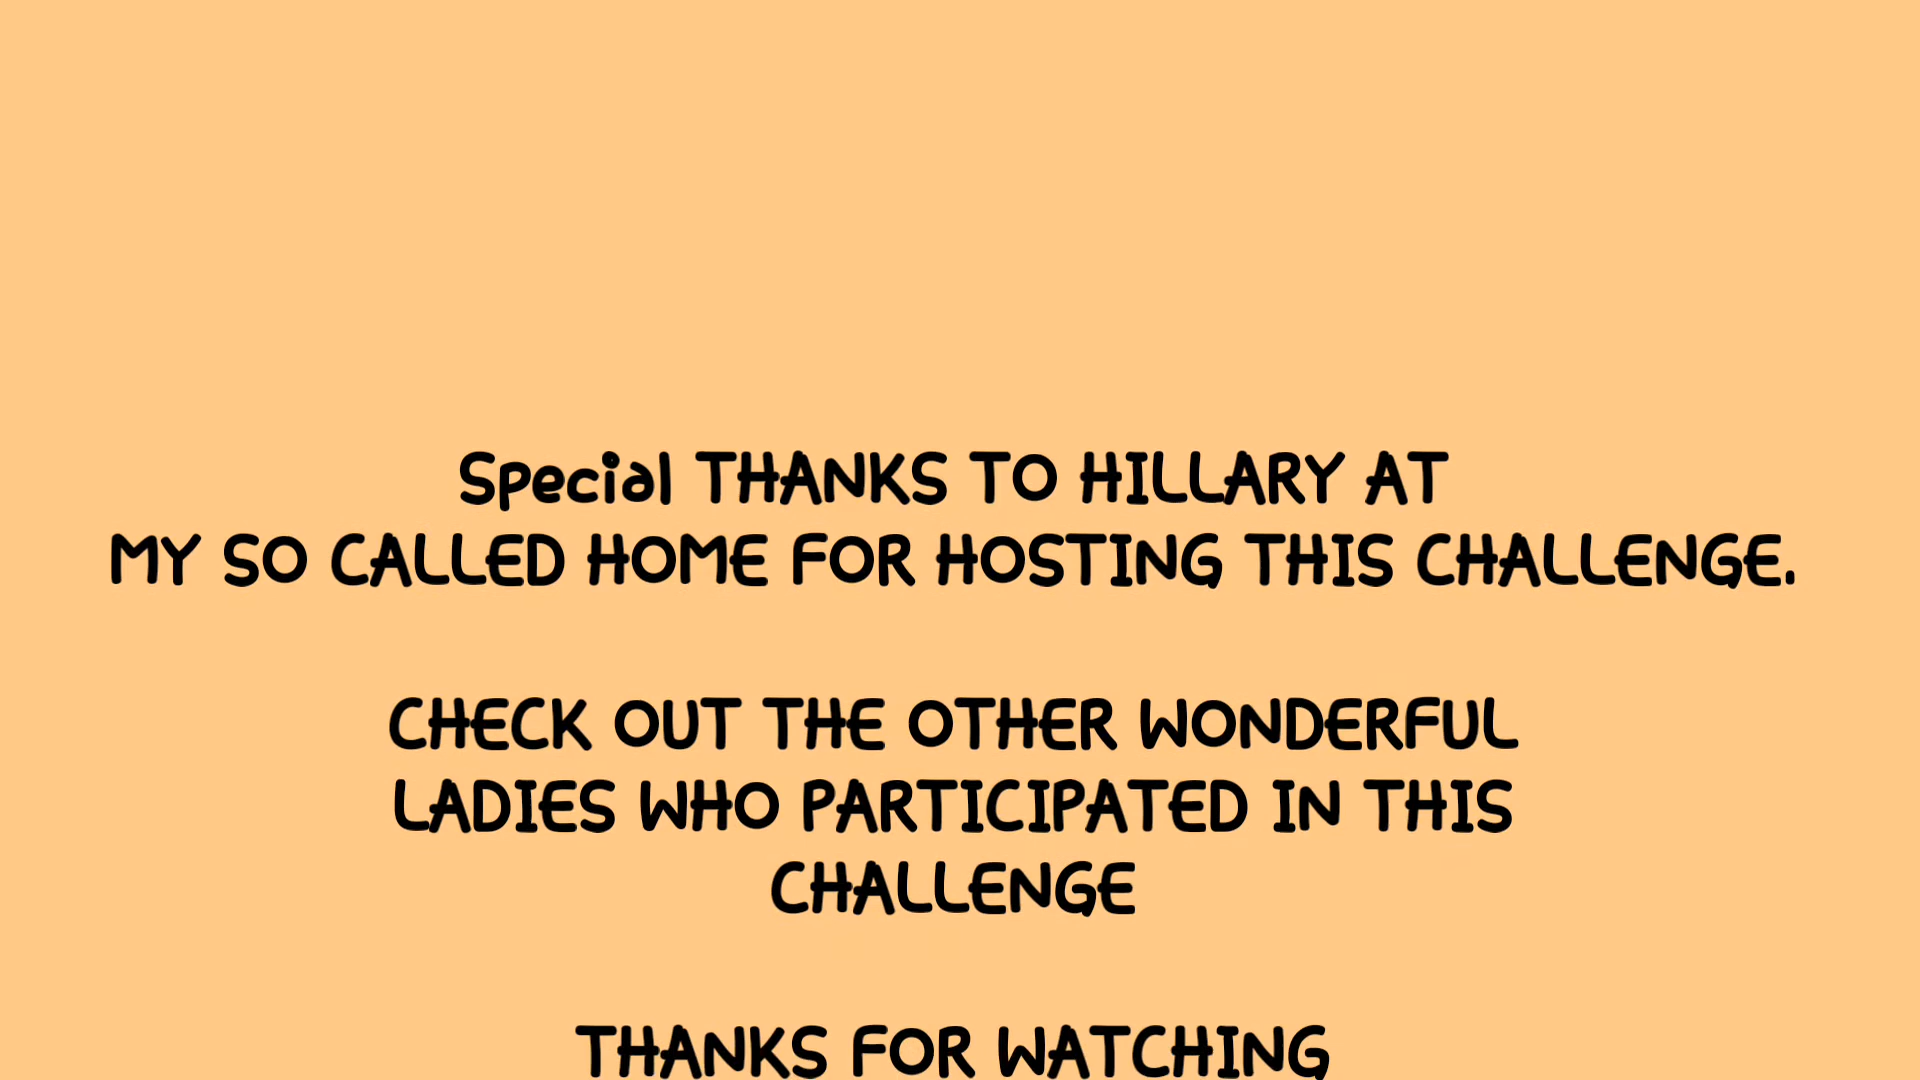 Special THANKS TO HILLARY AT
MY SO CALLED HOME FOR HOSTING THIS CHALLENGE.
CHECK OUT THE OTHER WONDERFUL
LADIES WHO PARTICIPATED IN THIS
CHALLENGE
THANKS FOR WATCHING